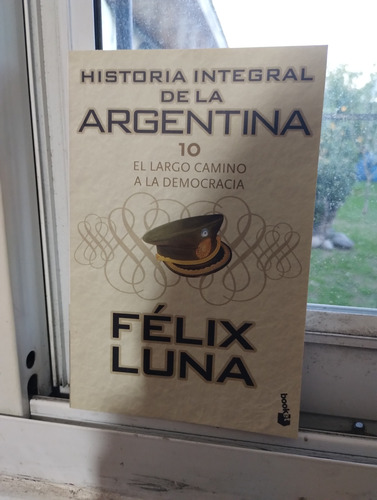 HISTORIA INTEGRAL
DE LA
ARGENTINA
10
EL LARGO CAMINO
A LA DEMOCRACIA
FÉLIX
LUNA
booket